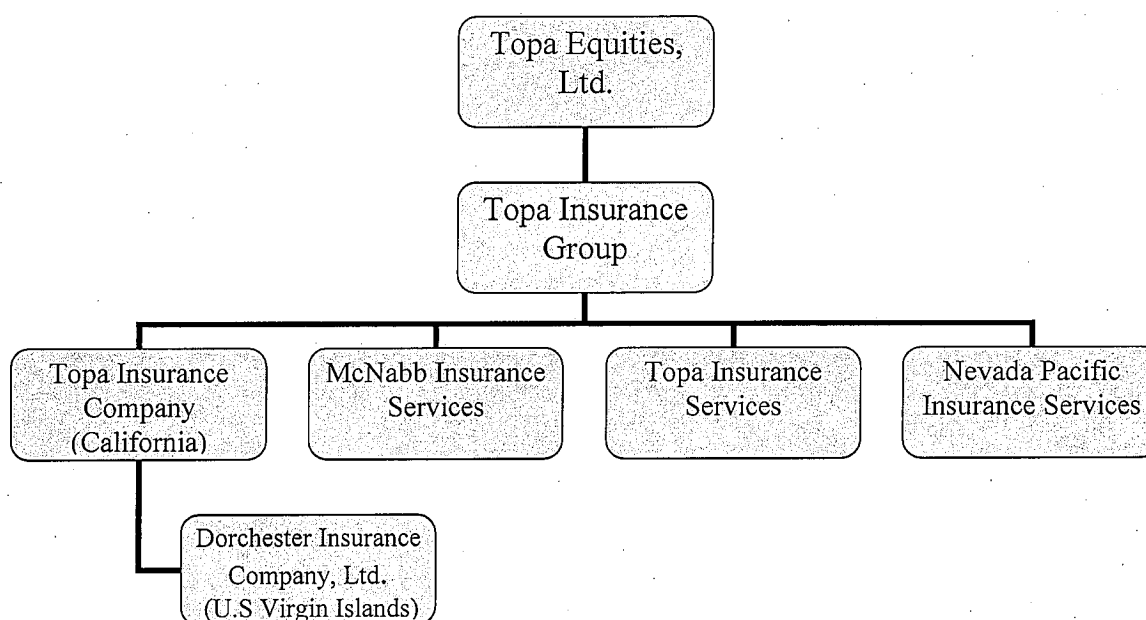 Topa Equities,
Ltd.
Topa Insurance
Group
Topa Insurance
Company
(California)
McNabb Insurance
Services
Topa Insurance
Services
Nevada Pacific
Insurance Services
Dorchester Insurance
Company, Ltd.
(U.S Virgin Islands)